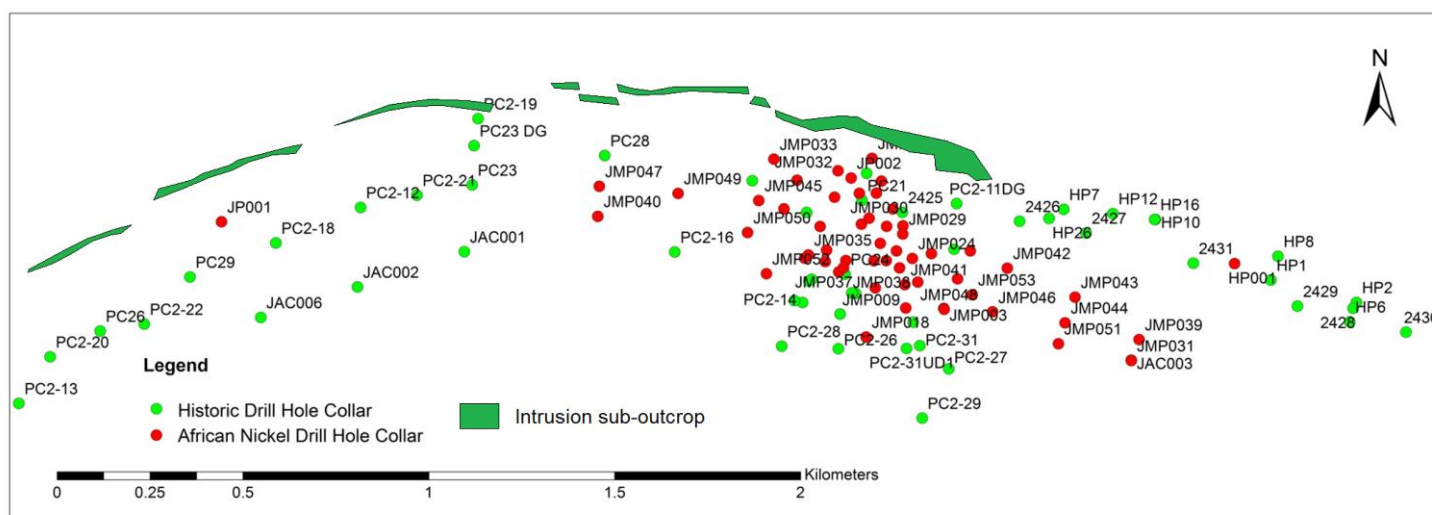 N
PC2-19
PC23 DG
PC28
JMP033
JM
JMP032
JP002
PC23
JMP047
JMP049
JMP045
PC21
2425
PC2-11DG
HP7
HP12
HP16
PC2-12
PC2-21
JMP040
JMP050
JMP030
JMP029
2426
HP26
2427
HP10
JP001
PC2-18
JAC001
PC2-16
JMP035
JMP024
JMP042
2431
HP8
PC29
JAC002
JMP052
PC24
JMP041
JMP053
HP001
HP1
JMP037
JMP038
JMP043
PC2-22
JAC006
PC2-14
JMP009
JMP048
JMP003
JMP046
JMP044
2429
HP2
HP6
PC26
JMP018
JMP051
JMP039
2428
2430
PC2-20
PC2-28
PC2-26
PC2-31
JMP031
PC2-31UD1
PC2-27
JAC003
PC2-13
PC2-29
Legend
Historic Drill Hole Collar
African Nickel Drill Hole Collar
Intrusion sub-outcrop
Kilometers
0 0.25 0.5 1 1.5 2